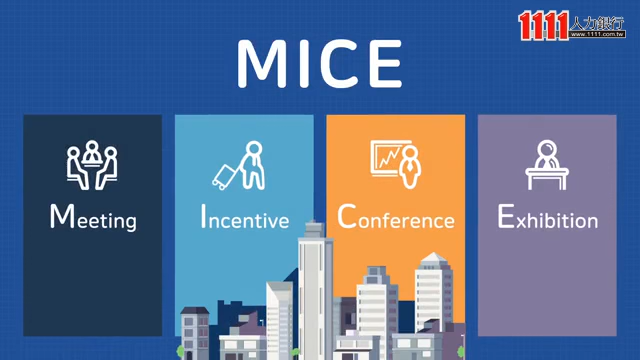 1111人力銀行
www.1111.com.tw
MICE
Meeting
Incentive
Conference
Exhibition